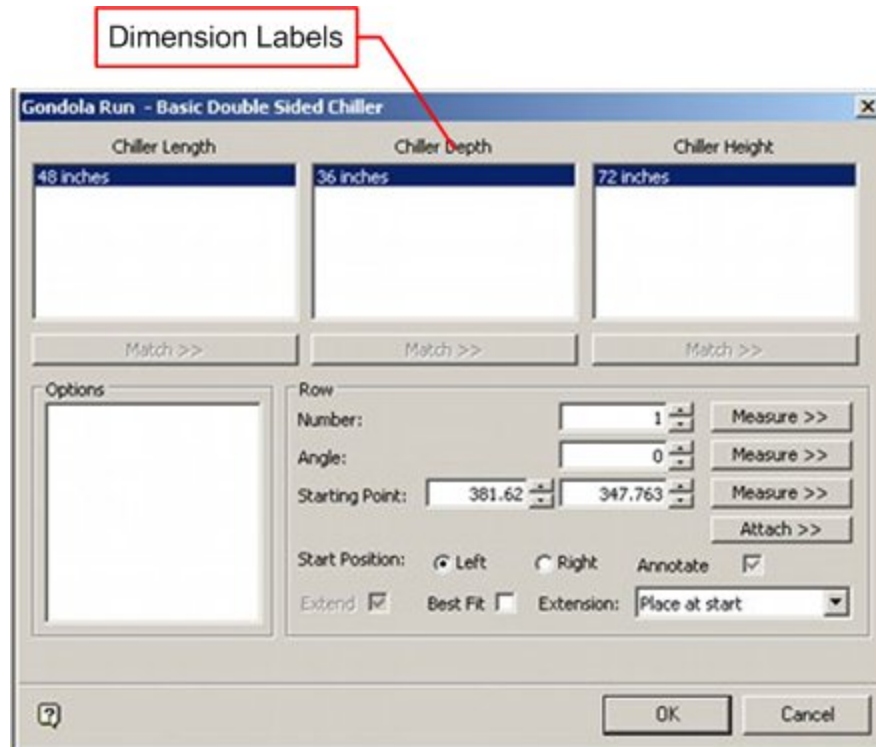 Dimension Labels
Gondola Run - Basic Double Sided Chiller
Chiller Length Chiller Depth Chiller Height
48 inches 36 inches 72 inches
Match >> Match >> Match >>
Options Row
Number: 1 Measure >>
Angle: 0 Measure >>
Starting Point: 381.62 347.763 Measure >>
Attach >>
Start Position: Left Right Annotate
Extend Best Fit Extension: Place at start
OK Cancel